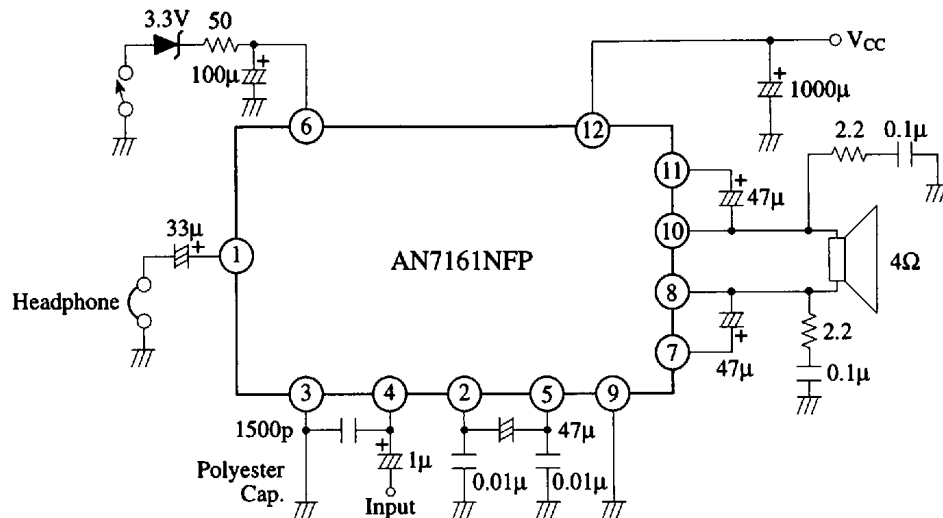 3.3V
50
V_CC
100μ
1000μ
2.2
0.1μ
6
12
11
47μ
10
33μ
1
AN7161NFP
4Ω
Headphone
8
2.2
7
47μ
0.1μ
3
4
2
5
9
1500p
47μ
1μ
Polyester
Cap.
0.01μ
0.01μ
Input